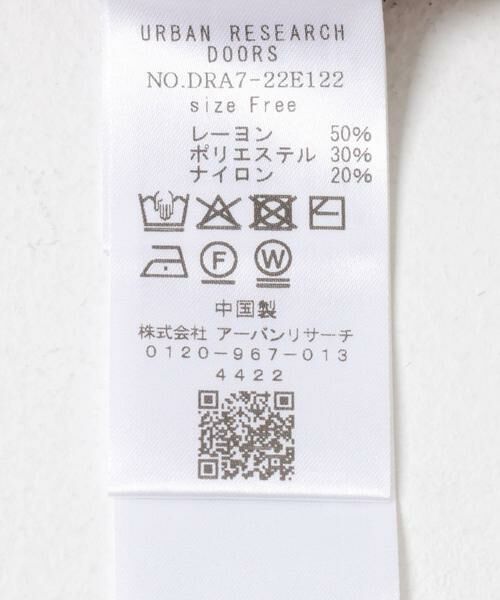 URBAN RESEARCH
DOORS
NO.DRA7-22E122
size Free
レーヨン 50%
ポリエステル 30%
ナイロン 20%
F W
中国製
株式会社 アーバンリサーチ
0120-967-013
4422